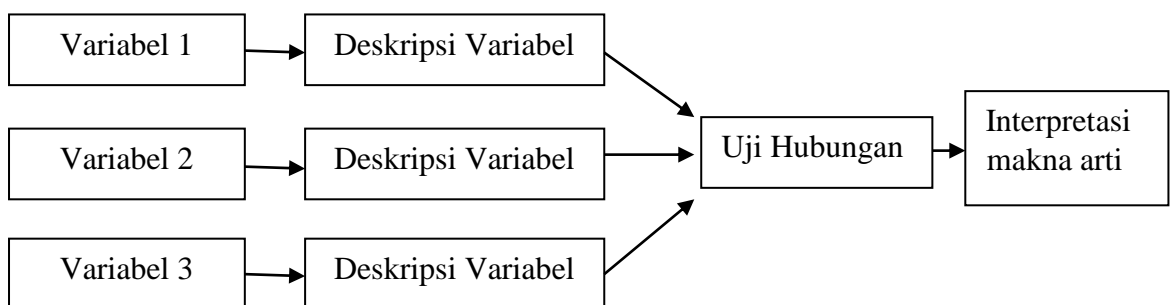 Variabel 1
Deskripsi Variabel
Variabel 2
Deskripsi Variabel
Variabel 3
Deskripsi Variabel
Uji Hubungan
Interpretasi
makna arti